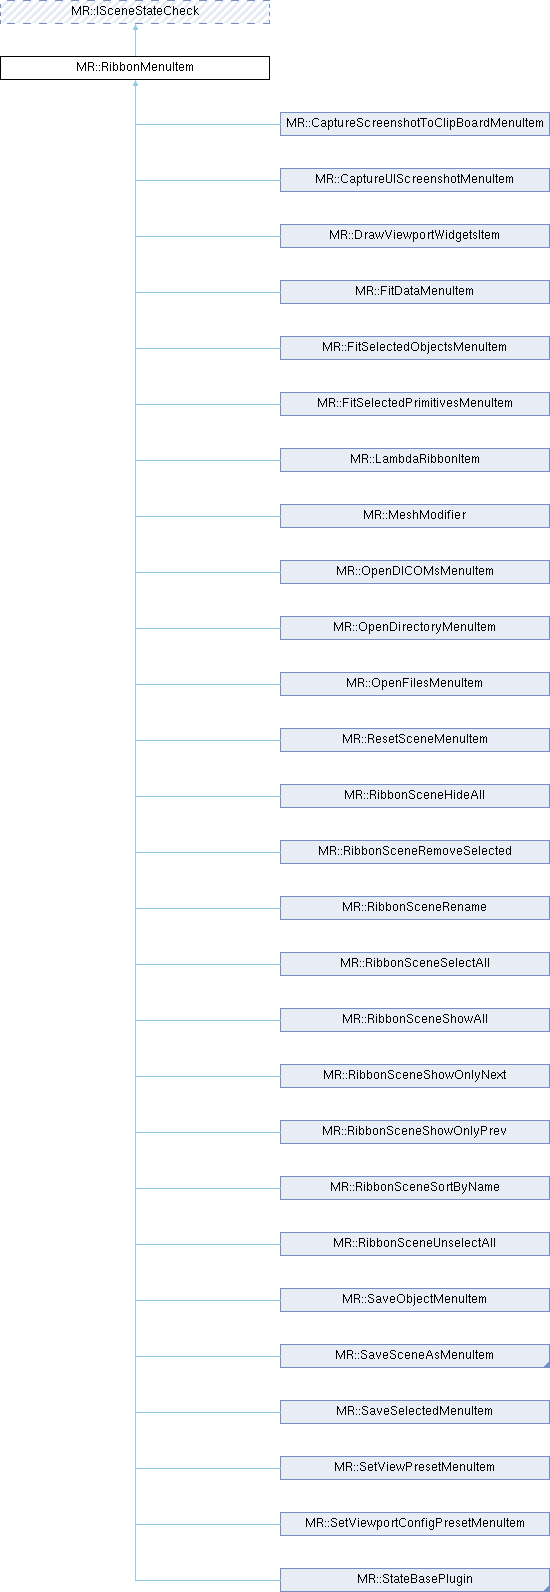 MR::ISceneStateCheck
MR::RibbonMenuItem
MR::CaptureScreenshotToClipBoardMenuItem
MR::CaptureUIScreenshotMenuItem
MR::DrawViewportWidgetsItem
MR::FitDataMenuItem
MR::FitSelectedObjectsMenuItem
MR::FitSelectedPrimitivesMenuItem
MR::LambdaRibbonItem
MR::MeshModifier
MR::OpenDICOMsMenuItem
MR::OpenDirectoryMenuItem
MR::OpenFilesMenuItem
MR::ResetSceneMenuItem
MR::RibbonSceneHideAll
MR::RibbonSceneRemoveSelected
MR::RibbonSceneRename
MR::RibbonSceneSelectAll
MR::RibbonSceneShowAll
MR::RibbonSceneShowOnlyNext
MR::RibbonSceneShowOnlyPrev
MR::RibbonSceneSortByName
MR::RibbonSceneUnselectAll
MR::SaveObjectMenuItem
MR::SaveSceneAsMenuItem
MR::SaveSelectedMenuItem
MR::SetViewPresetMenuItem
MR::SetViewportConfigPresetMenuItem
MR::StateBasePlugin